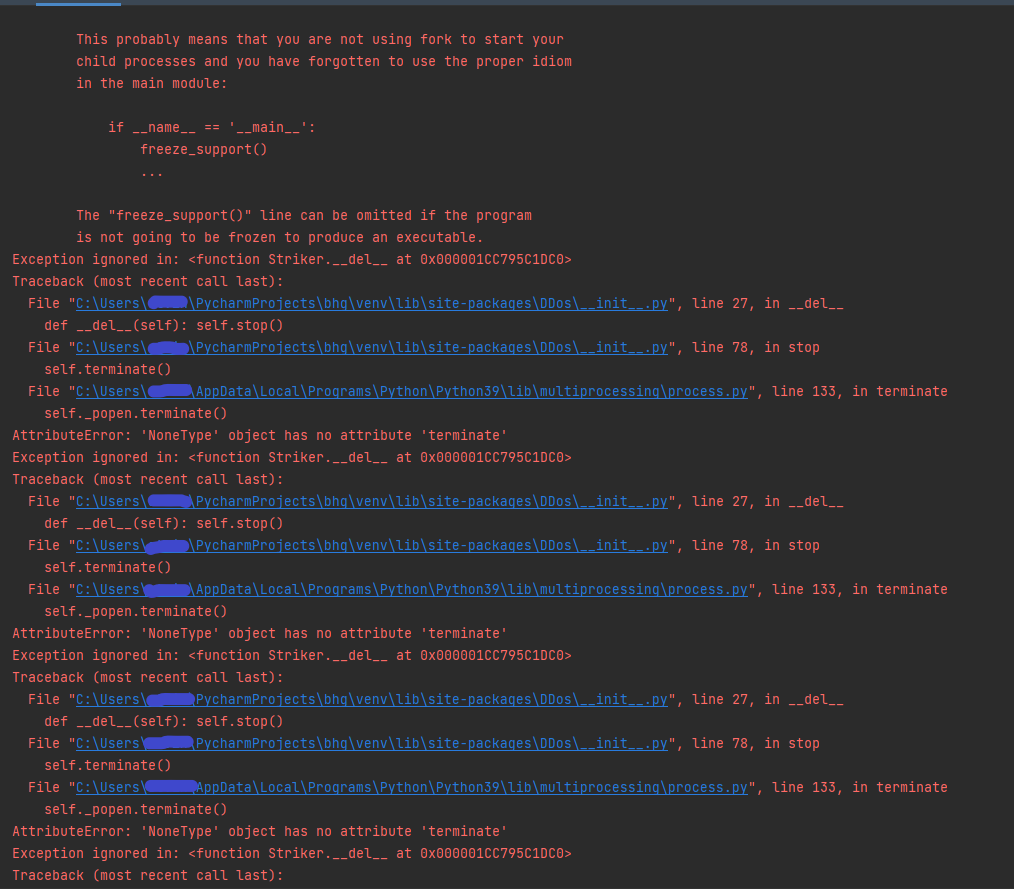 This probably means that you are not using fork to start your
child processes and you have forgotten to use the proper idiom
in the main module:
if __name__ == '__main__':
freeze_support()
...
The "freeze_support()" line can be omitted if the program
is not going to be frozen to produce an executable.
Exception ignored in: <function Striker.__del__ at 0x000001CC795C1DC0>
Traceback (most recent call last):
File "C:\Users\ \PycharmProjects\bhq\venv\lib\site-packages\DDos\__init__.py", line 27, in __del__
def __del__(self): self.stop()
File "C:\Users\ \PycharmProjects\bhq\venv\lib\site-packages\DDos\__init__.py", line 78, in stop
self.terminate()
File "C:\Users\ \AppData\Local\Programs\Python\Python39\lib\multiprocessing\process.py", line 133, in terminate
self._popen.terminate()
AttributeError: 'NoneType' object has no attribute 'terminate'
Exception ignored in: <function Striker.__del__ at 0x000001CC795C1DC0>
Traceback (most recent call last):
File "C:\Users\ \PycharmProjects\bhq\venv\lib\site-packages\DDos\__init__.py", line 27, in __del__
def __del__(self): self.stop()
File "C:\Users\ \PycharmProjects\bhq\venv\lib\site-packages\DDos\__init__.py", line 78, in stop
self.terminate()
File "C:\Users\ \AppData\Local\Programs\Python\Python39\lib\multiprocessing\process.py", line 133, in terminate
self._popen.terminate()
AttributeError: 'NoneType' object has no attribute 'terminate'
Exception ignored in: <function Striker.__del__ at 0x000001CC795C1DC0>
Traceback (most recent call last):
File "C:\Users\ PycharmProjects\bhq\venv\lib\site-packages\DDos\__init__.py", line 27, in __del__
def __del__(self): self.stop()
File "C:\Users\ PycharmProjects\bhq\venv\lib\site-packages\DDos\__init__.py", line 78, in stop
self.terminate()
File "C:\Users\ AppData\Local\Programs\Python\Python39\lib\multiprocessing\process.py", line 133, in terminate
self._popen.terminate()
AttributeError: 'NoneType' object has no attribute 'terminate'
Exception ignored in: <function Striker.__del__ at 0x000001CC795C1DC0>
Traceback (most recent call last):